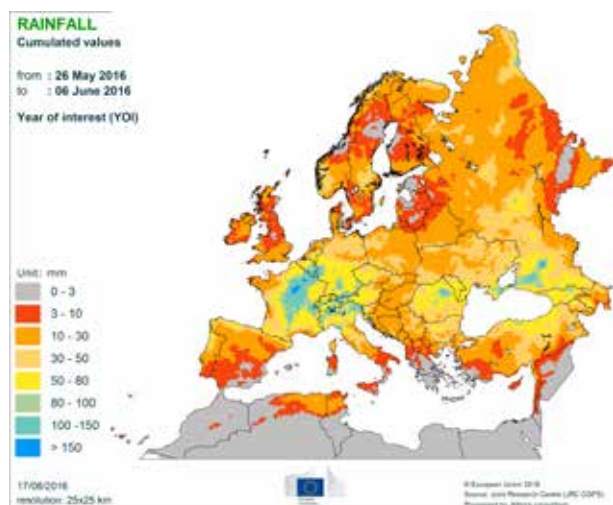 RAINFALL
Cumulated values
from : 26 May 2016
to : 06 June 2016
Year of interest (YOI)
Unit: mm
0 - 3
3 - 10
10 - 30
30 - 50
50 - 80
80 - 100
100 -150
> 150
17/06/2016
resolution: 25x25 km
© European Union 2016
Source: Joint Research Centre (JRC